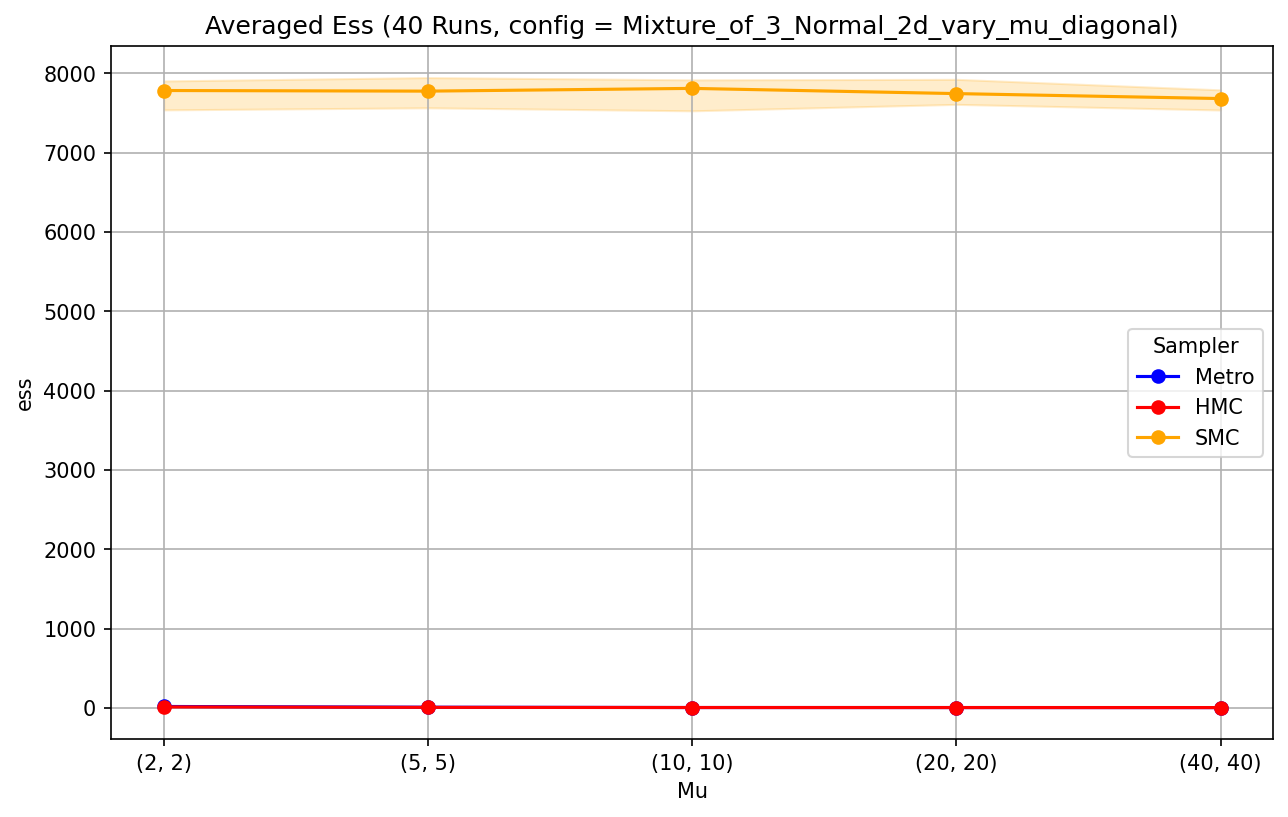 Averaged Ess (40 Runs, config = Mixture_of_3_Normal_2d_vary_mu_diagonal)
8000
7000
6000
5000
4000
3000
2000
1000
0
ess
Sampler
Metro
HMC
SMC
(2, 2)
(5, 5)
(10, 10)
(20, 20)
(40, 40)
Mu